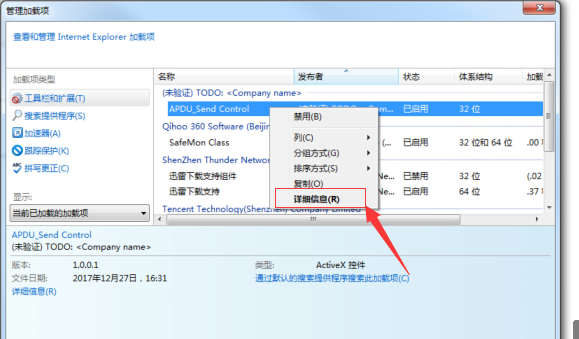 管理加载项
查看和管理 Internet Explorer 加载项
加载项类型
工具栏和扩展(T)
搜索提供程序(S)
加速器(A)
跟踪保护(K)
拼写更正(C)
显示:
当前已加载的加载项
名称 发布者 状态 体系结构 加载
(未验证) TODO: <Company name>
APDU_Send Control (未验证) TODO: <Com... 已启用 32 位
Qihoo 360 Software (Beijin
SafeMon Class (... 已启用 32 位和 64 位 .00
ShenZhen Thunder Networ
迅雷下载支持组件 Ne... 已禁用 32 位 (.02
迅雷下载支持 Ne... 已启用 64 位 .37
Tencent Technology(Shenzhen) Company Limited
禁用(B)
列(C)
分组方式(G)
排序方式(S)
复制(O)
详细信息(R)
APDU_Send Control
(未验证) TODO: <Company name>
版本: 1.0.0.1 类型: ActiveX 控件
文件日期: 2017年12月27日，16:31 通过默认的搜索提供程序搜索此加载项(C)
详细信息(R)